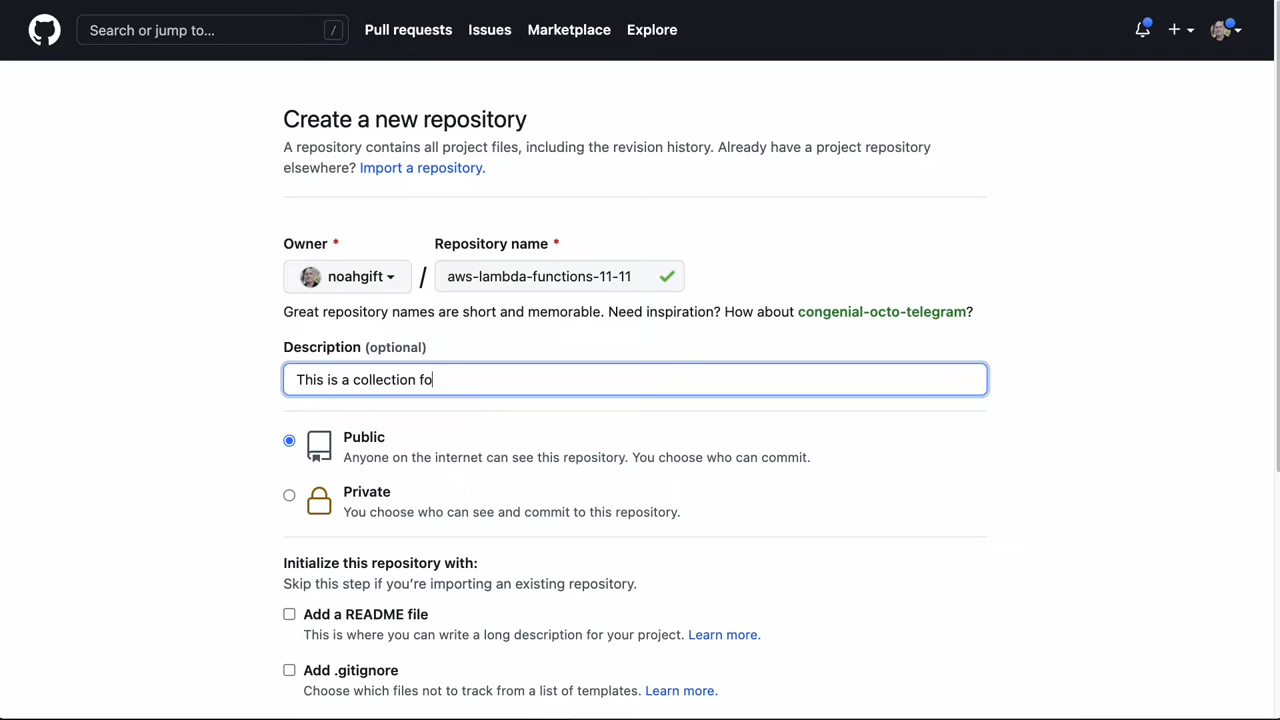 Search or jump to... / Pull requests Issues Marketplace Explore
Create a new repository
A repository contains all project files, including the revision history. Already have a project repository
elsewhere? Import a repository.
Owner * Repository name *
noahgift / aws-lambda-functions-11-11
Great repository names are short and memorable. Need inspiration? How about congenial-octo-telegram?
Description (optional)
This is a collection fo
Public
Anyone on the internet can see this repository. You choose who can commit.
Private
You choose who can see and commit to this repository.
Initialize this repository with:
Skip this step if you’re importing an existing repository.
Add a README file
This is where you can write a long description for your project. Learn more.
Add .gitignore
Choose which files not to track from a list of templates. Learn more.